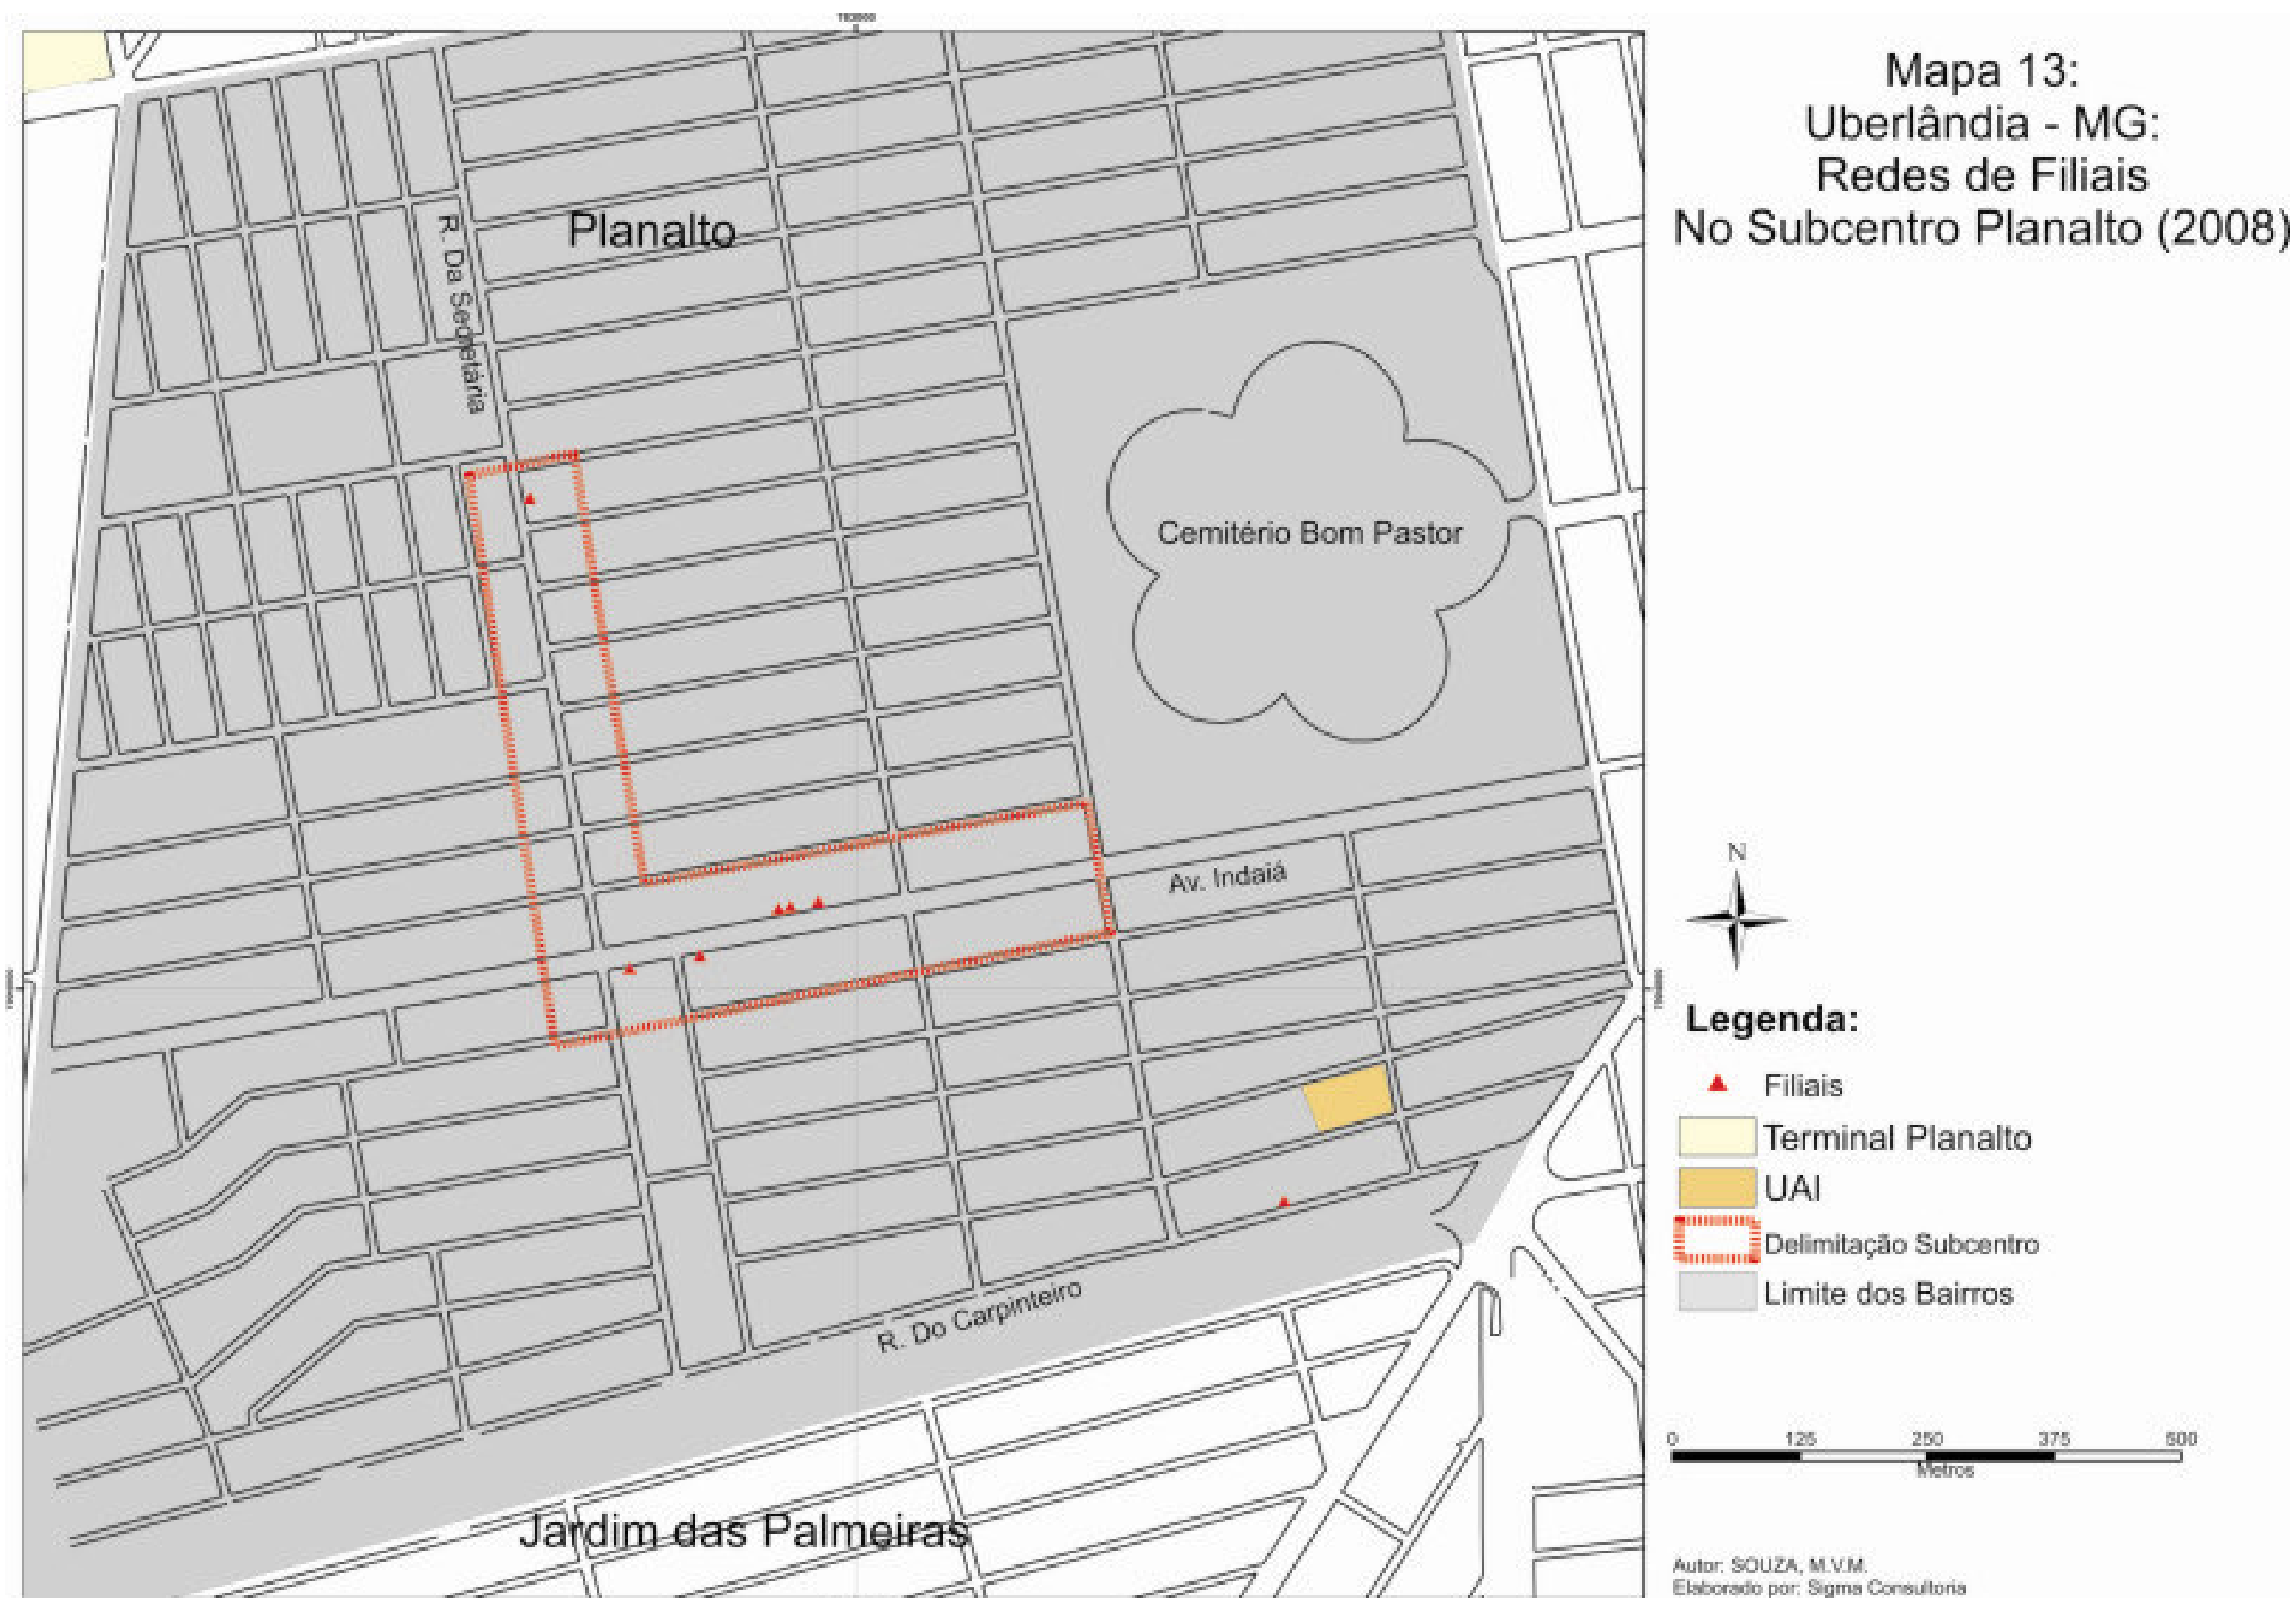 Mapa 13:
Uberlândia - MG:
Redes de Filiais
No Subcentro Planalto (2008)
Planalto
R. Da Secretária
Cemitério Bom Pastor
Av. Indaiá
R. Do Carpinteiro
Jardim das Palmeiras
N
Legenda:
Filiais
Terminal Planalto
UAI
Delimitação Subcentro
Limite dos Bairros
0 125 250 375 500
Metros
Autor: SOUZA, M.V.M.
Elaborado por: Sigma Consultoria